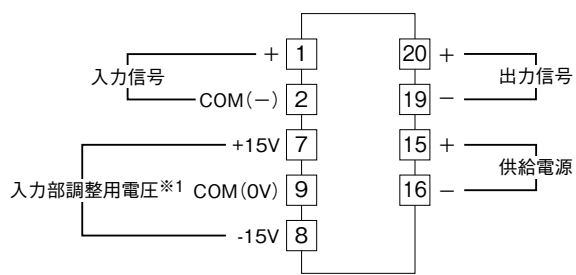 + 1
入力信号
COM(−) 2
+15V 7
入力部調整用電圧※1 COM(0V) 9
-15V 8
20 +
出力信号
19 −
15 +
供給電源
16 −